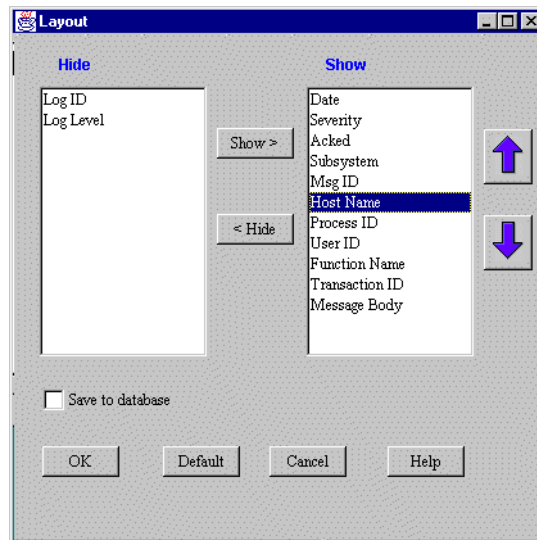 Layout
Hide
Show
Log ID
Log Level
Show >
< Hide
Date
Severity
Acked
Subsystem
Msg ID
Host Name
Process ID
User ID
Function Name
Transaction ID
Message Body
Save to database
OK
Default
Cancel
Help